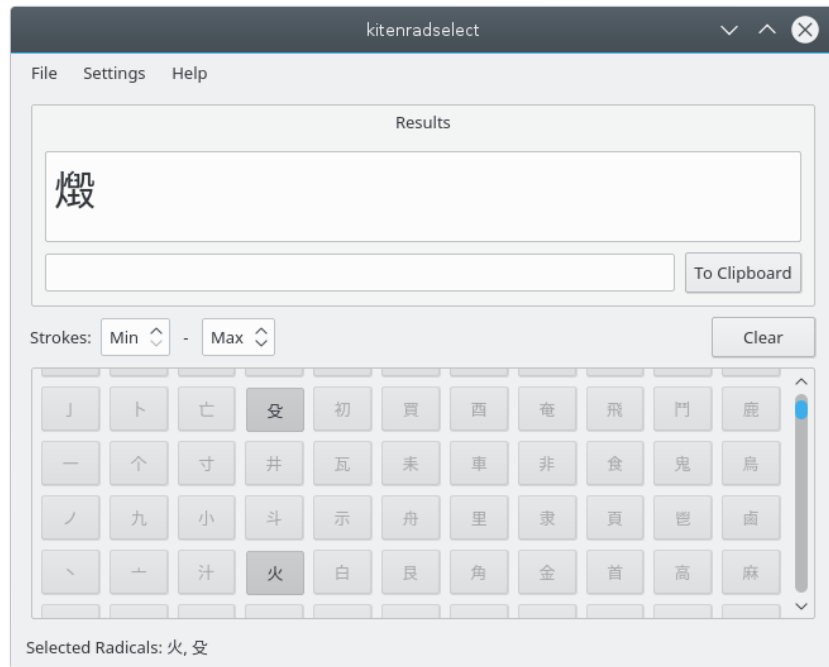 kitenradselect
File Settings Help
Results
煅
To Clipboard
Strokes: Min - Max Clear
亅 卜 亡 殳 初 買 酉 奄 飛 鬥 鹿
一 个 寸 井 瓦 耒 車 非 食 鬼 鳥
ノ 九 小 斗 示 舟 里 隶 頁 鬯 鹵
丶 亠 汁 火 白 艮 角 金 首 高 麻
Selected Radicals: 火, 殳